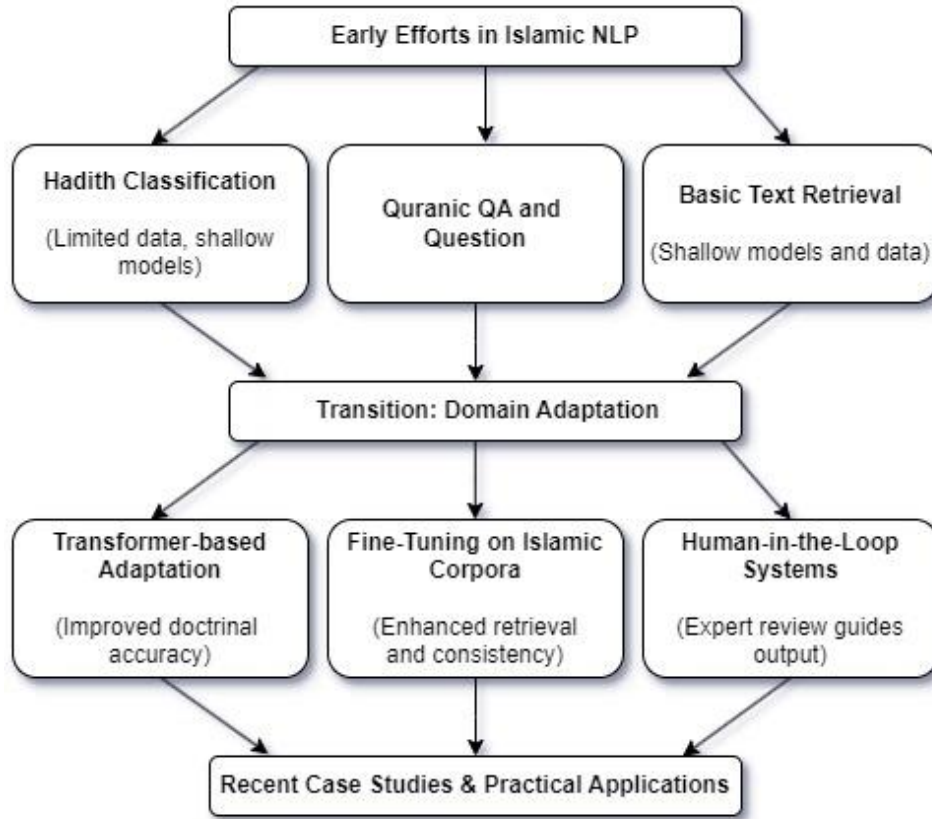 Early Efforts in Islamic NLP
Hadith Classification
(Limited data, shallow
models)
Quranic QA and
Question
Basic Text Retrieval
(Shallow models and data)
Transition: Domain Adaptation
Transformer-based
Adaptation
(Improved doctrinal
accuracy)
Fine-Tuning on Islamic
Corpora
(Enhanced retrieval
and consistency)
Human-in-the-Loop
Systems
(Expert review guides
output)
Recent Case Studies & Practical Applications